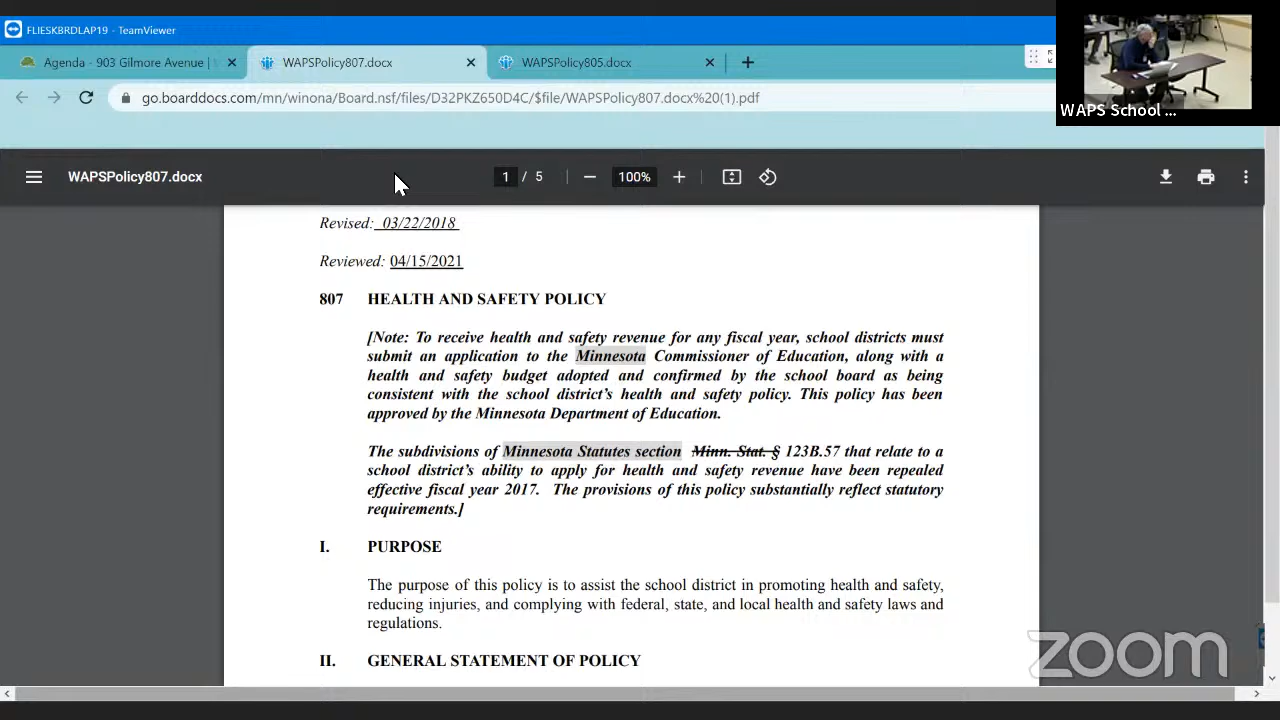 FLIESKBRDLAP19 - TeamViewer
Agenda - 903 Gilmore Avenue |
WAPSPolicy807.docx
WAPSPolicy805.docx
go.boarddocs.com/mn/winona/Board.nsf/files/D32PKZ650D4C/$file/WAPSPolicy807.docx%20(1).pdf
WAPS School ...
WAPSPolicy807.docx
1 / 5
100%
Revised: 03/22/2018
Reviewed: 04/15/2021
807 HEALTH AND SAFETY POLICY
[Note: To receive health and safety revenue for any fiscal year, school districts must
submit an application to the Minnesota Commissioner of Education, along with a
health and safety budget adopted and confirmed by the school board as being
consistent with the school district's health and safety policy. This policy has been
approved by the Minnesota Department of Education.
The subdivisions of Minnesota Statutes section Minn. Stat. § 123B.57 that relate to a
school district's ability to apply for health and safety revenue have been repealed
effective fiscal year 2017. The provisions of this policy substantially reflect statutory
requirements.]
I. PURPOSE
The purpose of this policy is to assist the school district in promoting health and safety,
reducing injuries, and complying with federal, state, and local health and safety laws and
regulations.
II. GENERAL STATEMENT OF POLICY
zoom